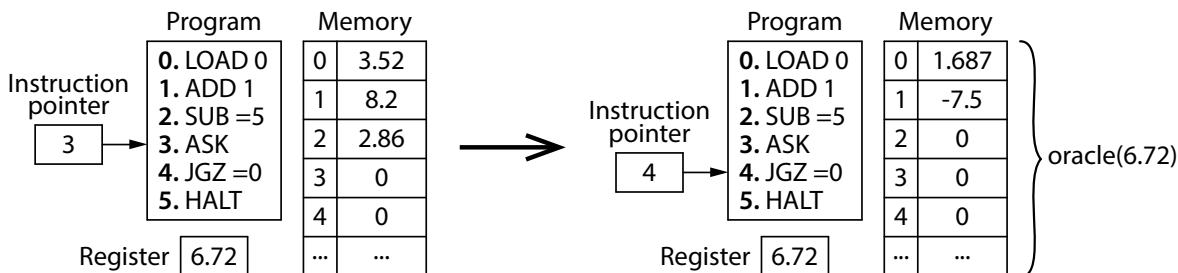 Program Memory
0. LOAD 0
1. ADD 1
2. SUB =5
3. ASK
4. JGZ =0
5. HALT
0 3.52
1 8.2
2 2.86
3 0
4 0
... ...
Instruction
pointer
3
Register 6.72
Program Memory
0. LOAD 0
1. ADD 1
2. SUB =5
3. ASK
4. JGZ =0
5. HALT
0 1.687
1 -7.5
2 0
3 0
4 0
... ...
Instruction
pointer
4
Register 6.72
oracle(6.72)